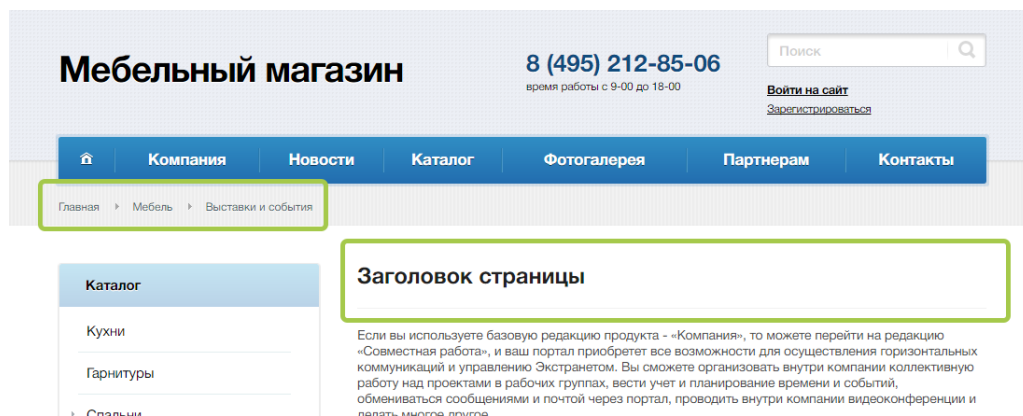 Мебельный магазин
8 (495) 212-85-06
время работы с 9-00 до 18-00
Поиск
Войти на сайт
Зарегистрироваться
Компания Новости Каталог Фотогалерея Партнерам Контакты
Главная Мебель Выставки и события
Каталог
Кухни
Гарнитуры
Спальни
Заголовок страницы
Если вы используете базовую редакцию продукта - «Компания», то можете перейти на редакцию
«Совместная работа», и ваш портал приобретет все возможности для осуществления горизонтальных
коммуникаций и управлению Экстранетом. Вы сможете организовать внутри компании коллективную
работу над проектами в рабочих группах, вести учет и планирование времени и событий,
обмениваться сообщениями и почтой через портал, проводить внутри компании видеоконференции и
делать многое другое.